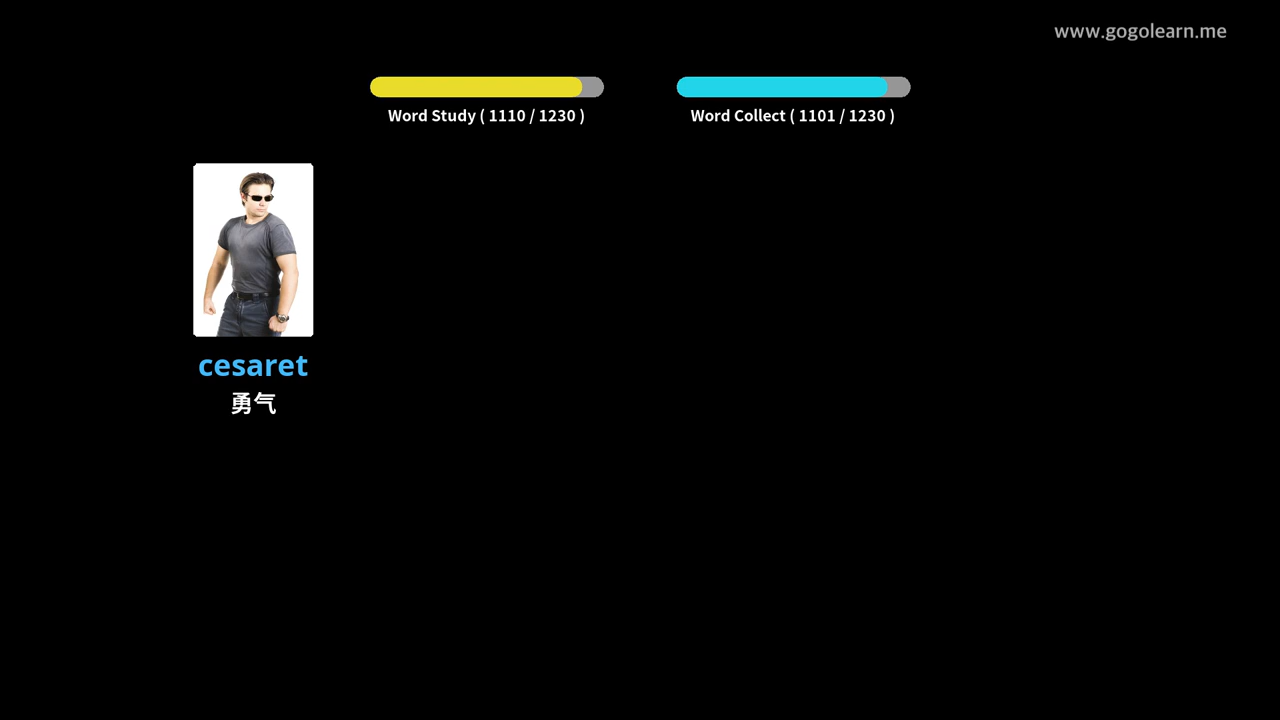 www.gogolearn.me
Word Study ( 1110 / 1230 )
Word Collect ( 1101 / 1230 )
cesaret
勇气